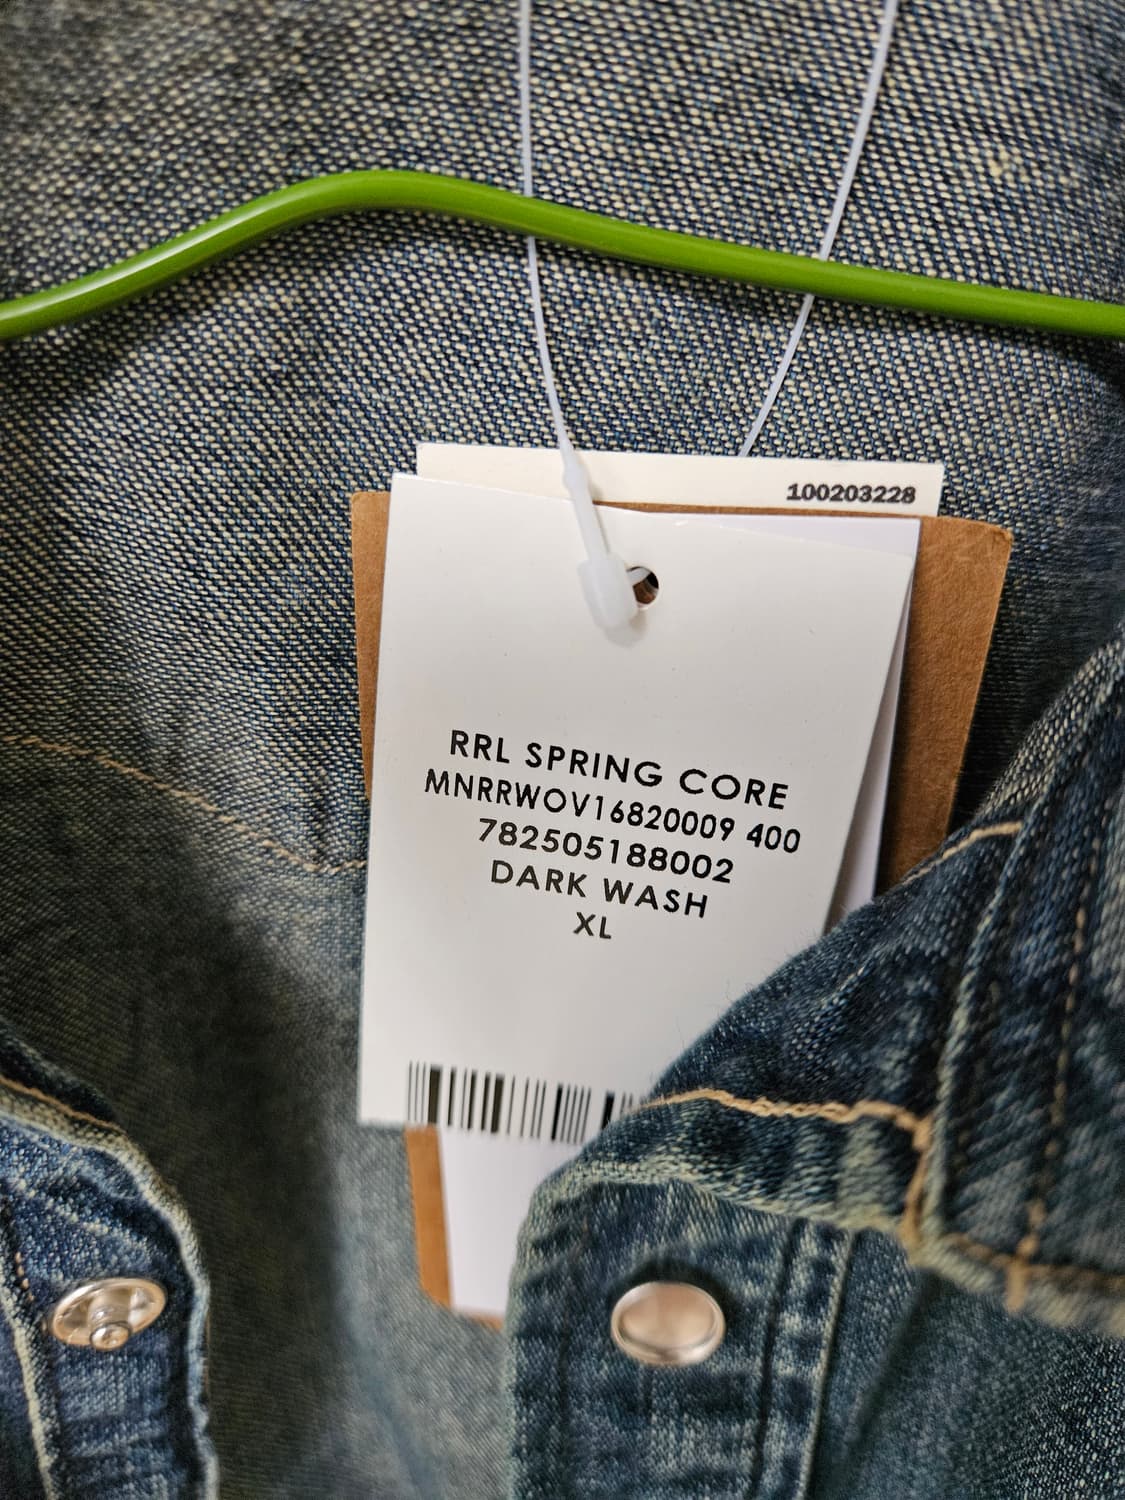 100203228
RRL SPRING CORE
MNRRWOV16820009 400
782505188002
DARK WASH
XL